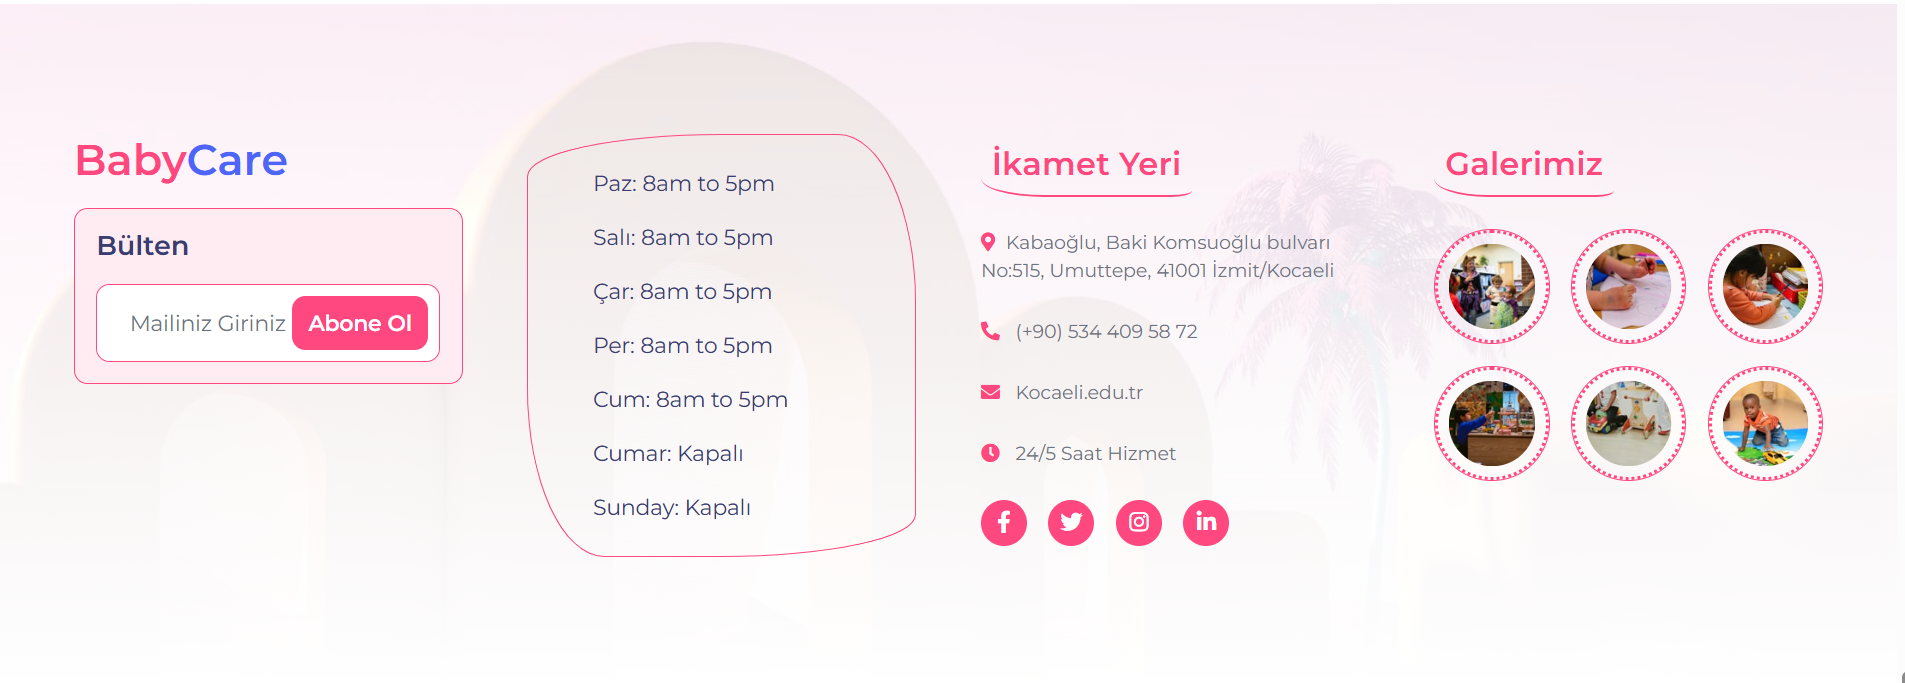 BabyCare
Bülten
Mailiniz Giriniz
Abone Ol
Paz: 8am to 5pm
Salı: 8am to 5pm
Çar: 8am to 5pm
Per: 8am to 5pm
Cum: 8am to 5pm
Cumar: Kapalı
Sunday: Kapalı
İkamet Yeri
Kabaoğlu, Baki Komsuoğlu bulvarı
No:515, Umuttepe, 41001 İzmit/Kocaeli
(+90) 534 409 58 72
Kocaeli.edu.tr
24/5 Saat Hizmet
Galerimiz